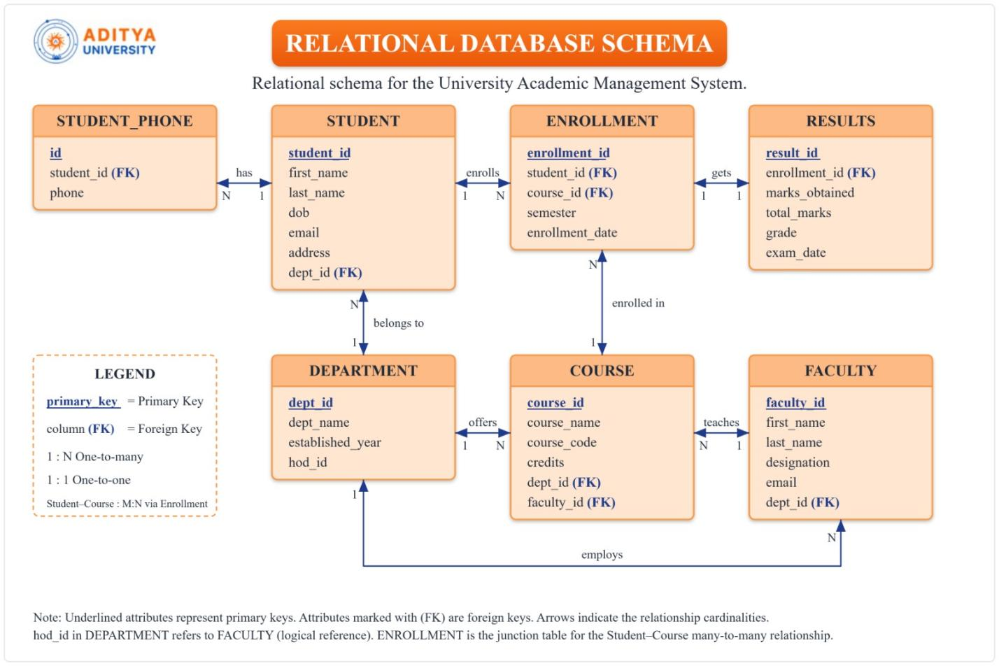 ADITYA
UNIVERSITY
RELATIONAL DATABASE SCHEMA
Relational schema for the University Academic Management System.
STUDENT_PHONE
id
student_id (FK)
phone
has
N 1
STUDENT
student_id
first_name
last_name
dob
email
address
dept_id (FK)
enrolls
1 N
ENROLLMENT
enrollment_id
student_id (FK)
course_id (FK)
semester
enrollment_date
gets
1 1
RESULTS
result_id
enrollment_id (FK)
marks_obtained
total_marks
grade
exam_date
N
belongs to
1
N
enrolled in
1
LEGEND
primary_key = Primary Key
column (FK) = Foreign Key
1 : N One-to-many
1 : 1 One-to-one
Student–Course : M:N via Enrollment
DEPARTMENT
dept_id
dept_name
established_year
hod_id
offers
1 N
COURSE
course_id
course_name
course_code
credits
dept_id (FK)
faculty_id (FK)
teaches
N 1
FACULTY
faculty_id
first_name
last_name
designation
email
dept_id (FK)
1
employs
N
Note: Underlined attributes represent primary keys. Attributes marked with (FK) are foreign keys. Arrows indicate the relationship cardinalities.
hod_id in DEPARTMENT refers to FACULTY (logical reference). ENROLLMENT is the junction table for the Student–Course many-to-many relationship.